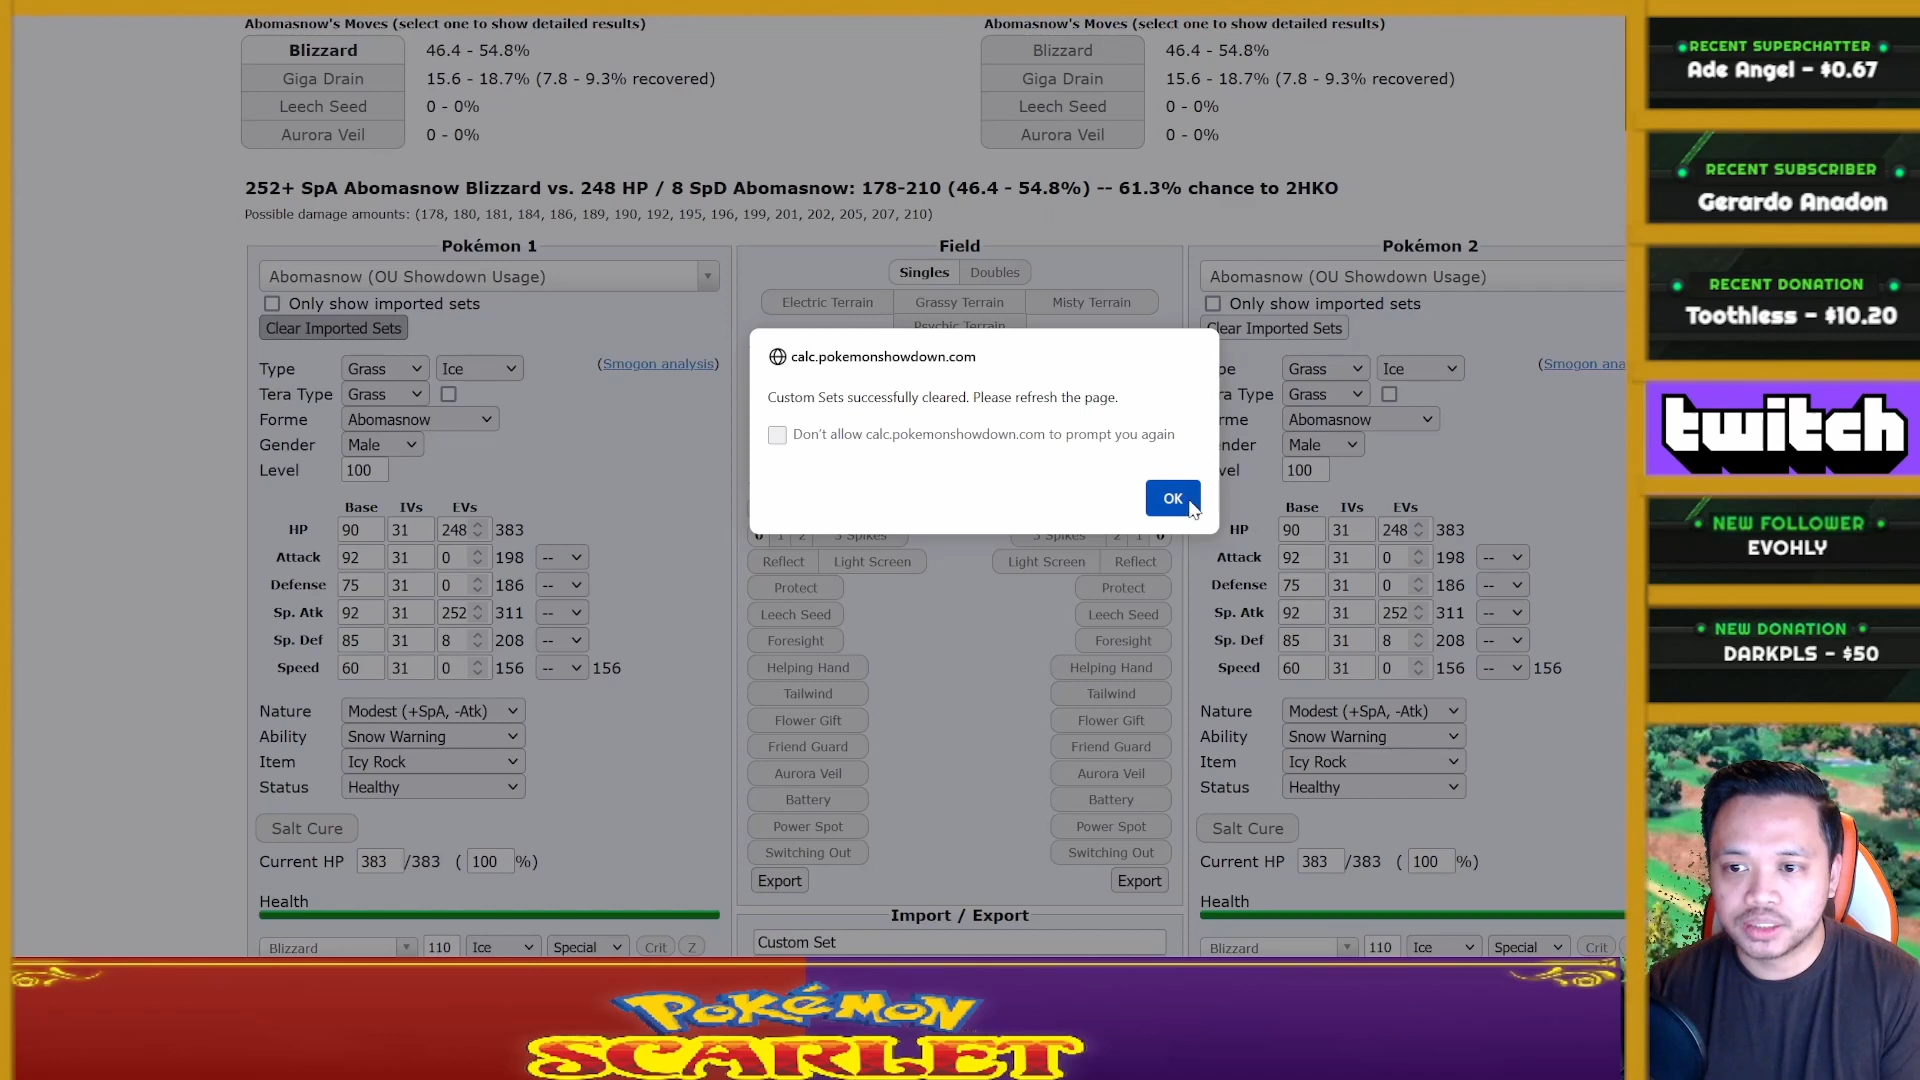 Abomasnow's Moves (select one to show detailed results)
Blizzard 46.4 - 54.8%
Giga Drain 15.6 - 18.7% (7.8 - 9.3% recovered)
Leech Seed 0 - 0%
Aurora Veil 0 - 0%
Abomasnow's Moves (select one to show detailed results)
Blizzard 46.4 - 54.8%
Giga Drain 15.6 - 18.7% (7.8 - 9.3% recovered)
Leech Seed 0 - 0%
Aurora Veil 0 - 0%
252+ SpA Abomasnow Blizzard vs. 248 HP / 8 SpD Abomasnow: 178-210 (46.4 - 54.8%) -- 61.3% chance to 2HKO
Possible damage amounts: (178, 180, 181, 184, 186, 189, 190, 192, 195, 196, 199, 201, 202, 205, 207, 210)
Pokémon 1
Abomasnow (OU Showdown Usage)
Only show imported sets
Clear Imported Sets
Type Grass Ice (Smogon analysis)
Tera Type Grass
Forme Abomasnow
Gender Male
Level 100
Base IVs EVs
HP 90 31 248 383
Attack 92 31 0 198 --
Defense 75 31 0 186 --
Sp. Atk 92 31 252 311 --
Sp. Def 85 31 8 208 --
Speed 60 31 0 156 -- 156
Nature Modest (+SpA, -Atk)
Ability Snow Warning
Item Icy Rock
Status Healthy
Salt Cure
Current HP 383 /383 ( 100 %)
Health
Blizzard 110 Ice Special Crit Z
Field
Singles Doubles
Electric Terrain Grassy Terrain Misty Terrain
Psychic Terrain
calc.pokemonshowdown.com
Custom Sets successfully cleared. Please refresh the page.
Don't allow calc.pokemonshowdown.com to prompt you again
OK
0 1 2 3 Spikes 3 Spikes 2 1 0
Reflect Light Screen Light Screen Reflect
Protect Protect
Leech Seed Leech Seed
Foresight Foresight
Helping Hand Helping Hand
Tailwind Tailwind
Flower Gift Flower Gift
Friend Guard Friend Guard
Aurora Veil Aurora Veil
Battery Battery
Power Spot Power Spot
Switching Out Switching Out
Export Export
Import / Export
Custom Set
Pokémon 2
Abomasnow (OU Showdown Usage)
Only show imported sets
Clear Imported Sets
pe Grass Ice (Smogon ana
ra Type Grass
rme Abomasnow
nder Male
vel 100
Base IVs EVs
HP 90 31 248 383
Attack 92 31 0 198 --
Defense 75 31 0 186 --
Sp. Atk 92 31 252 311 --
Sp. Def 85 31 8 208 --
Speed 60 31 0 156 -- 156
Nature Modest (+SpA, -Atk)
Ability Snow Warning
Item Icy Rock
Status Healthy
Salt Cure
Current HP 383 /383 ( 100 %)
Health
Blizzard 110 Ice Special Crit
RECENT SUPERCHATTER
Ade Angel - $0.67
RECENT SUBSCRIBER
Gerardo Anadon
RECENT DONATION
Toothless - $10.20
twitch
NEW FOLLOWER
EVOHLY
NEW DONATION
DARKPLS - $50
POKéMON
SCARLET